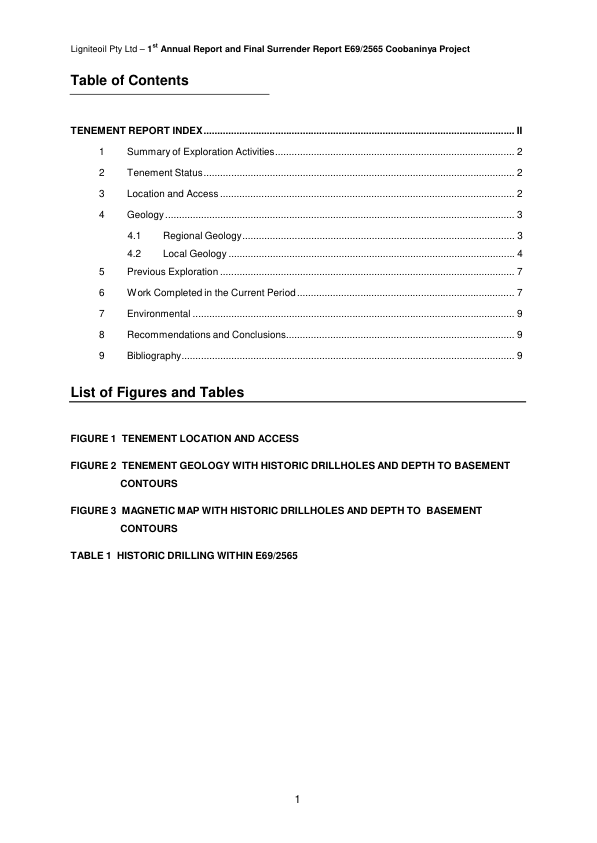 Ligniteoil Pty Ltd – 1st Annual Report and Final Surrender Report E69/2565 Coobaninya Project
Table of Contents
TENEMENT REPORT INDEX.................................................................................................................. II
1 Summary of Exploration Activities....................................................................................... 2
2 Tenement Status................................................................................................................. 2
3 Location and Access ........................................................................................................... 2
4 Geology ............................................................................................................................... 3
4.1 Regional Geology................................................................................................... 3
4.2 Local Geology ........................................................................................................ 4
5 Previous Exploration ........................................................................................................... 7
6 Work Completed in the Current Period ............................................................................... 7
7 Environmental ..................................................................................................................... 9
8 Recommendations and Conclusions................................................................................... 9
9 Bibliography......................................................................................................................... 9
List of Figures and Tables
FIGURE 1 TENEMENT LOCATION AND ACCESS
FIGURE 2 TENEMENT GEOLOGY WITH HISTORIC DRILLHOLES AND DEPTH TO BASEMENT
CONTOURS
FIGURE 3 MAGNETIC MAP WITH HISTORIC DRILLHOLES AND DEPTH TO BASEMENT
CONTOURS
TABLE 1 HISTORIC DRILLING WITHIN E69/2565
1